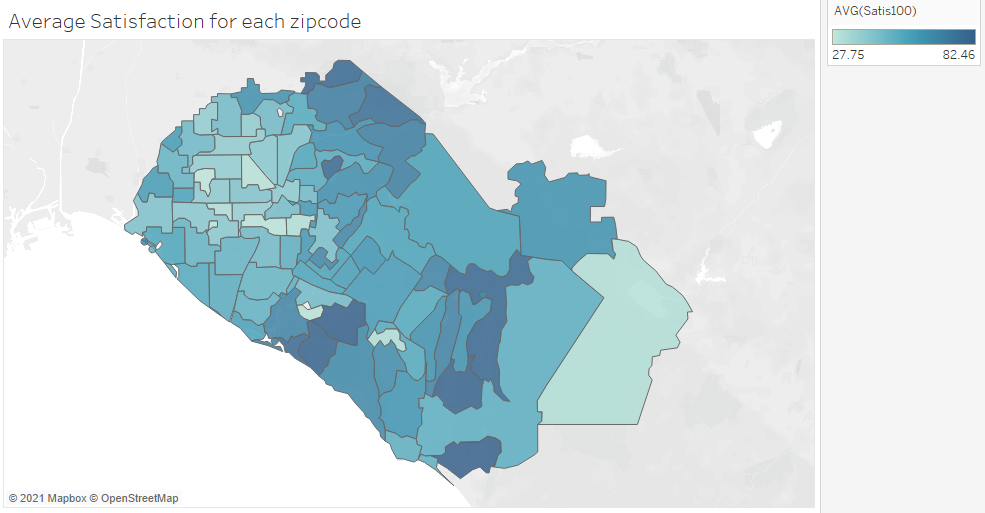 Average Satisfaction for each zipcode
AVG(Satis100)
27.75 82.46
© 2021 Mapbox © OpenStreetMap